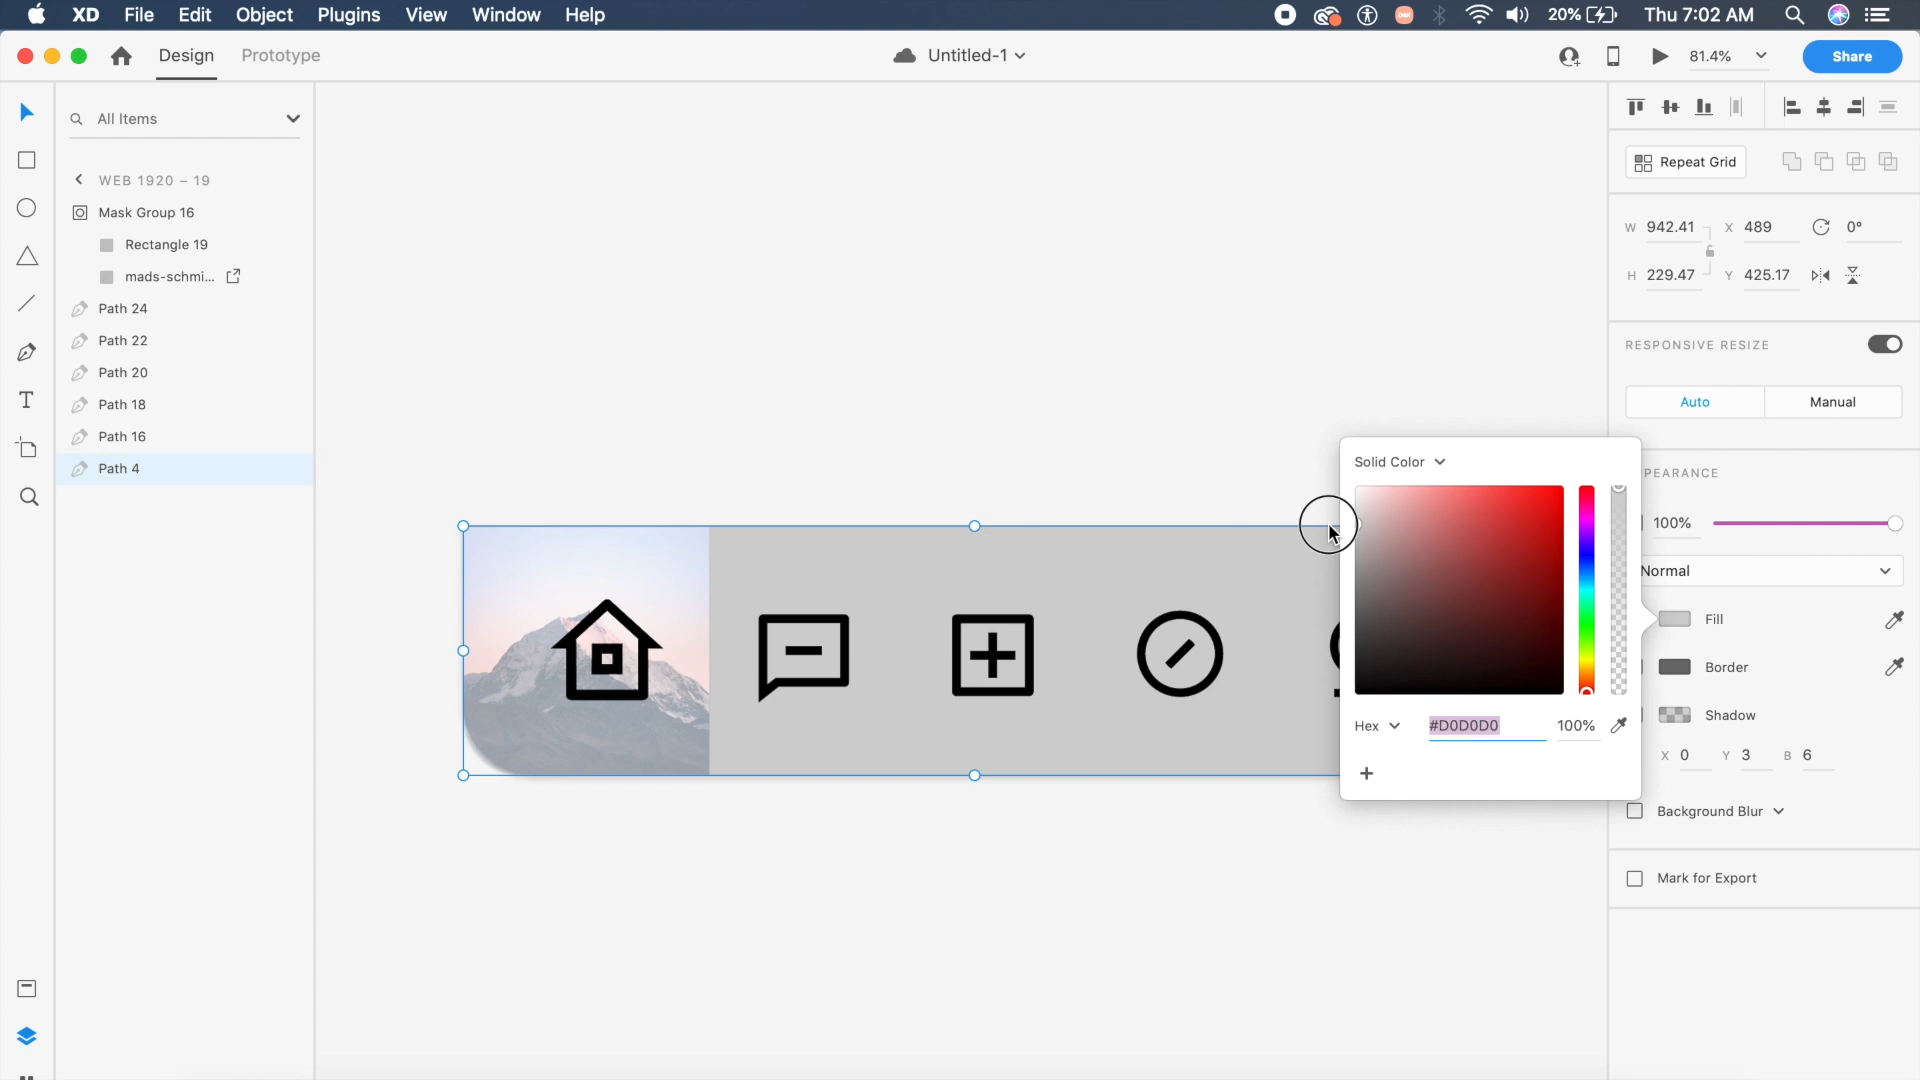 XD File Edit Object Plugins View Window Help 20% Thu 7:02 AM
Design Prototype Untitled-1 81.4% Share
All Items
Repeat Grid
WEB 1920 – 19
Mask Group 16
Rectangle 19
mads-schmi...
Path 24
Path 22
Path 20
Path 18
Path 16
Path 4
W 942.41 X 489 0°
H 229.47 Y 425.17
RESPONSIVE RESIZE
Auto Manual
Solid Color
PEARANCE
100%
Normal
Fill
Border
Hex #D0D0D0 100%
Shadow
X 0 Y 3 B 6
Background Blur
Mark for Export